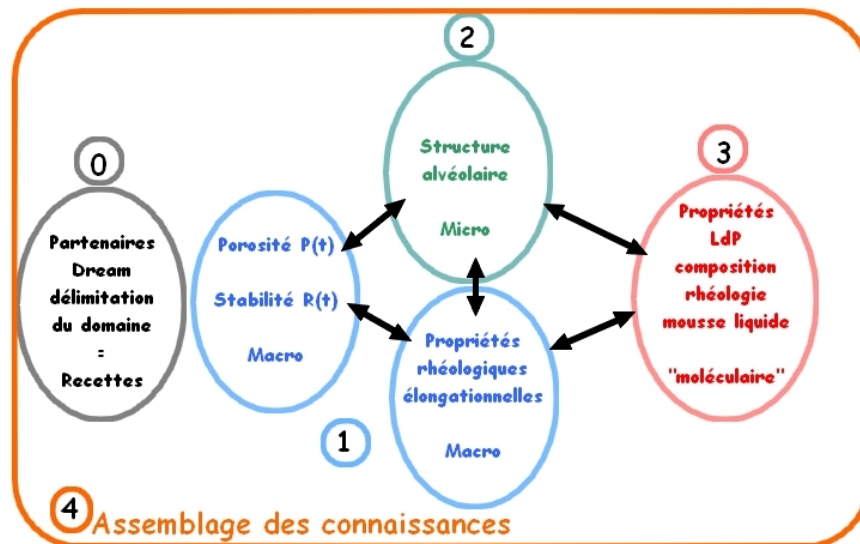 0
Partenaires
Dream
délimitation
du domaine
=
Recettes
Porosité P(t)
Stabilité R(t)
Macro
2
Structure
alvéolaire
Micro
1
Propriétés
rhéologiques
élongationnelles
Macro
3
Propriétés
LdP
composition
rhéologie
mousse liquide
"moléculaire"
4
Assemblage des connaissances